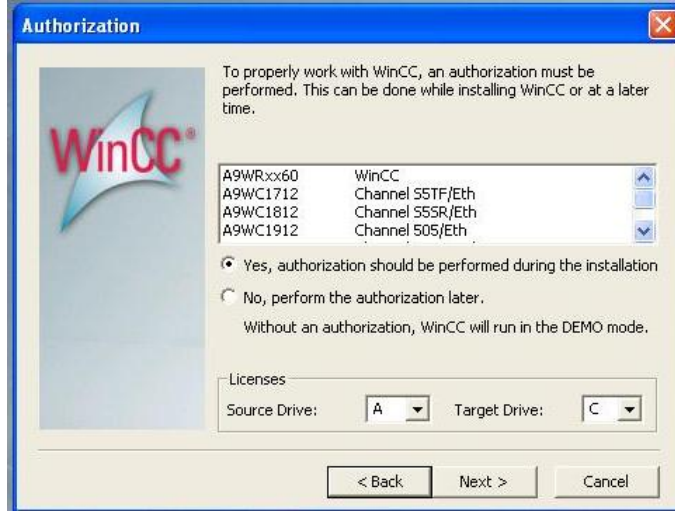 Authorization
To properly work with WinCC, an authorization must be
performed. This can be done while installing WinCC or at a later
time.
WinCC®
A9WRxx60 WinCC
A9WC1712 Channel S5TF/Eth
A9WC1812 Channel S5SR/Eth
A9WC1912 Channel 505/Eth
Yes, authorization should be performed during the installation
No, perform the authorization later.
Without an authorization, WinCC will run in the DEMO mode.
Licenses
Source Drive: A Target Drive: C
< Back Next > Cancel